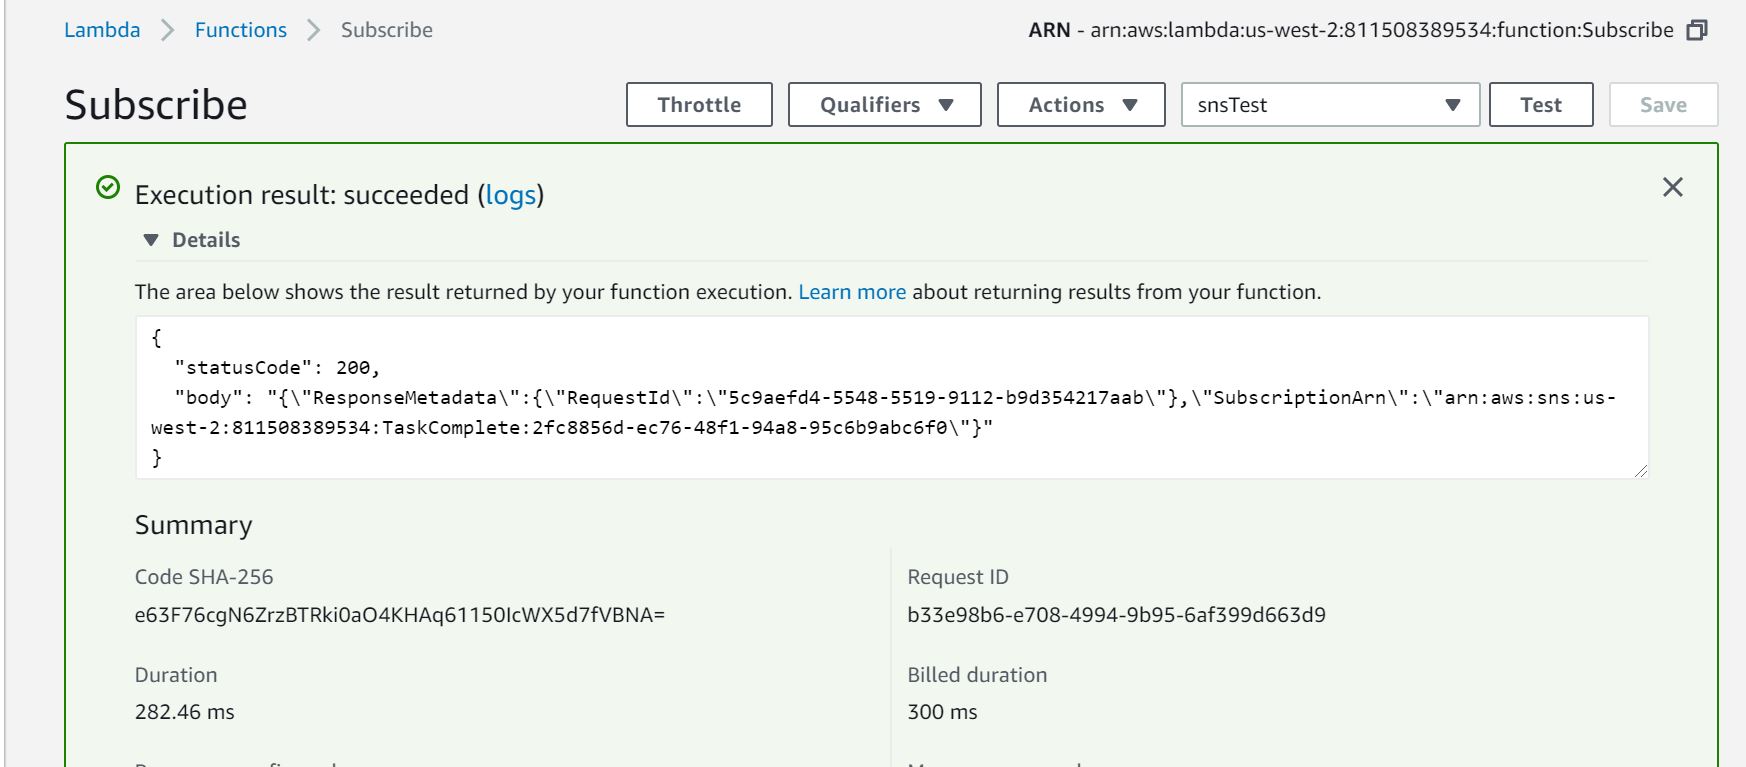 Lambda > Functions > Subscribe
ARN - arn:aws:lambda:us-west-2:811508389534:function:Subscribe
Subscribe
Throttle
Qualifiers
Actions
snsTest
Test
Save
Execution result: succeeded (logs)
Details
The area below shows the result returned by your function execution. Learn more about returning results from your function.
{
"statusCode": 200,
"body": "{\"ResponseMetadata\":{\"RequestId\":\"5c9aefd4-5548-5519-9112-b9d354217aab\"},\"SubscriptionArn\":\"arn:aws:sns:us-
west-2:811508389534:TaskComplete:2fc8856d-ec76-48f1-94a8-95c6b9abc6f0\"}"
}
Summary
Code SHA-256
e63F76cgN6ZrzBTRki0aO4KHAq61150IcWX5d7fVBNA=
Request ID
b33e98b6-e708-4994-9b95-6af399d663d9
Duration
282.46 ms
Billed duration
300 ms